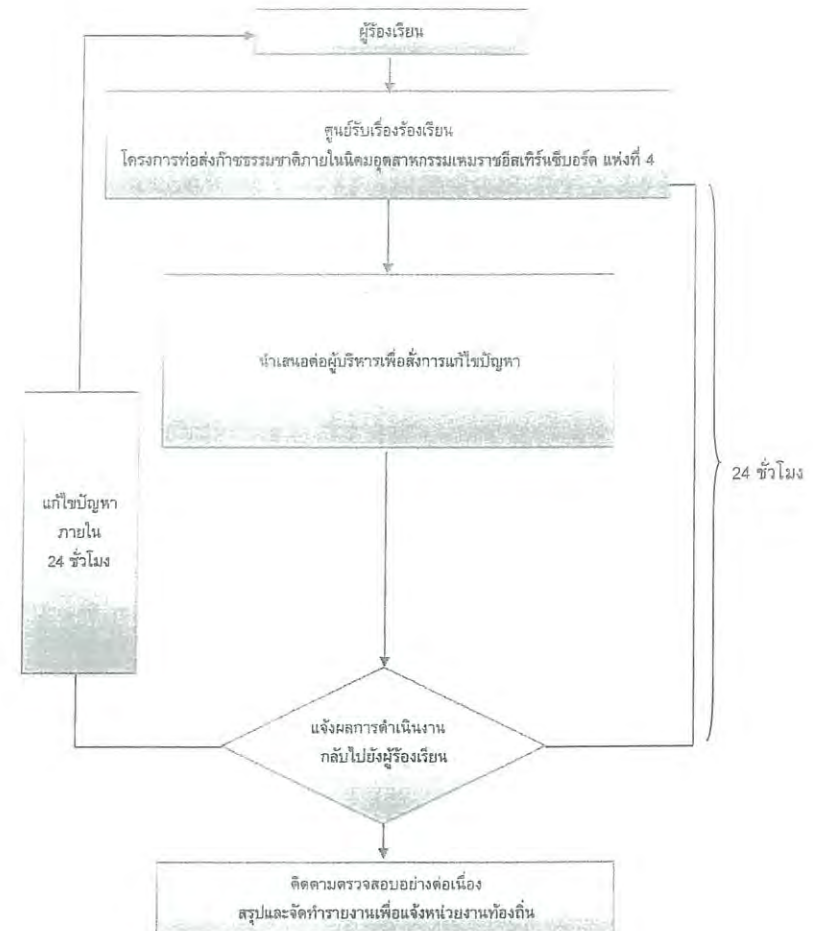 ผู้ร้องเรียน
ศูนย์รับเรื่องร้องเรียน
โครงการท่อส่งก๊าซธรรมชาติภายในนิคมอุตสาหกรรมเหมราชอีสเทิร์นซีบอร์ด แห่งที่ 4
นำเสนอต่อผู้บริหารเพื่อสั่งการแก้ไขปัญหา
24 ชั่วโมง
แก้ไขปัญหา
ภายใน
24 ชั่วโมง
แจ้งผลการดำเนินงาน
กลับไปยังผู้ร้องเรียน
ติดตามตรวจสอบอย่างต่อเนื่อง
สรุปและจัดทำรายงานเพื่อแจ้งหน่วยงานท้องถิ่น